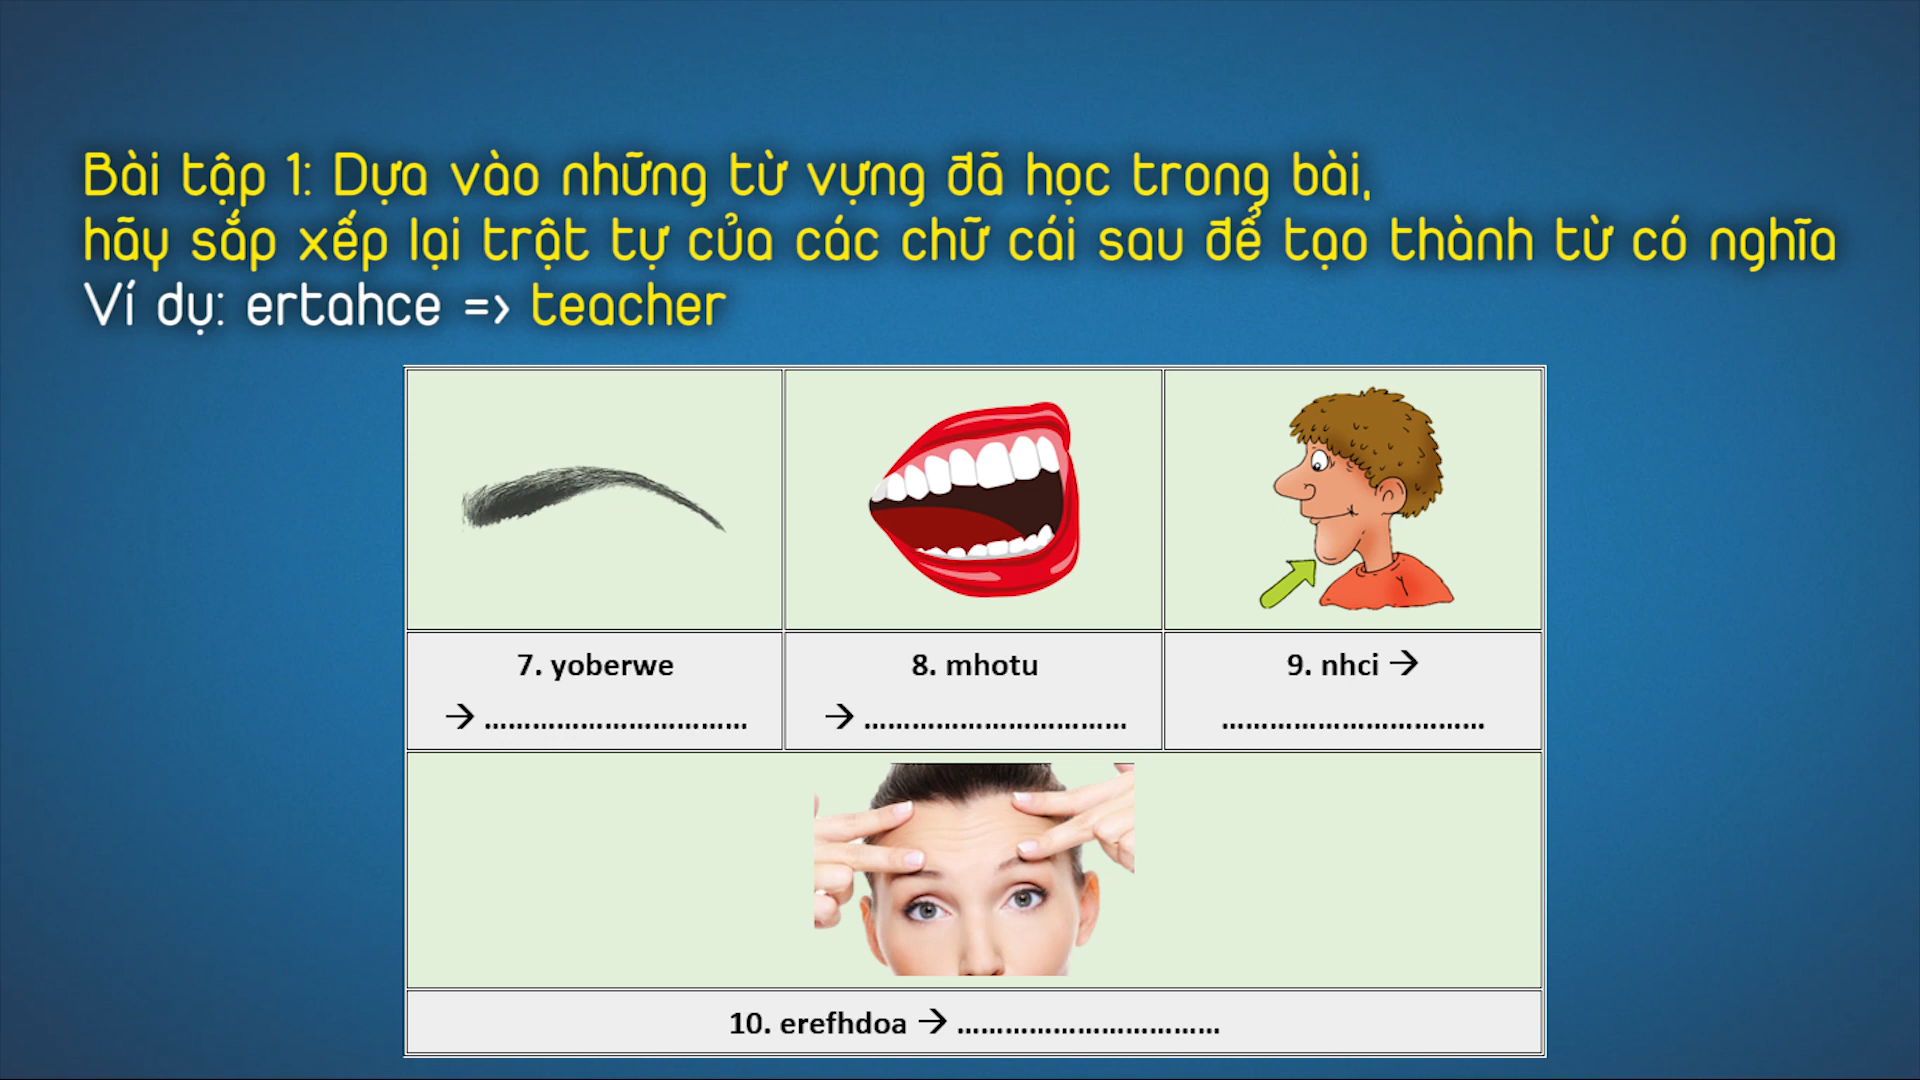 Bài tập 1: Dựa vào những từ vựng đã học trong bài,
hãy sắp xếp lại trật tự của các chữ cái sau để tạo thành từ có nghĩa
Ví dụ: ertahce => teacher
7. yoberwe
→ .................................
8. mhotu
→ .................................
9. nhci →
.................................
10. erefhdoa → .................................